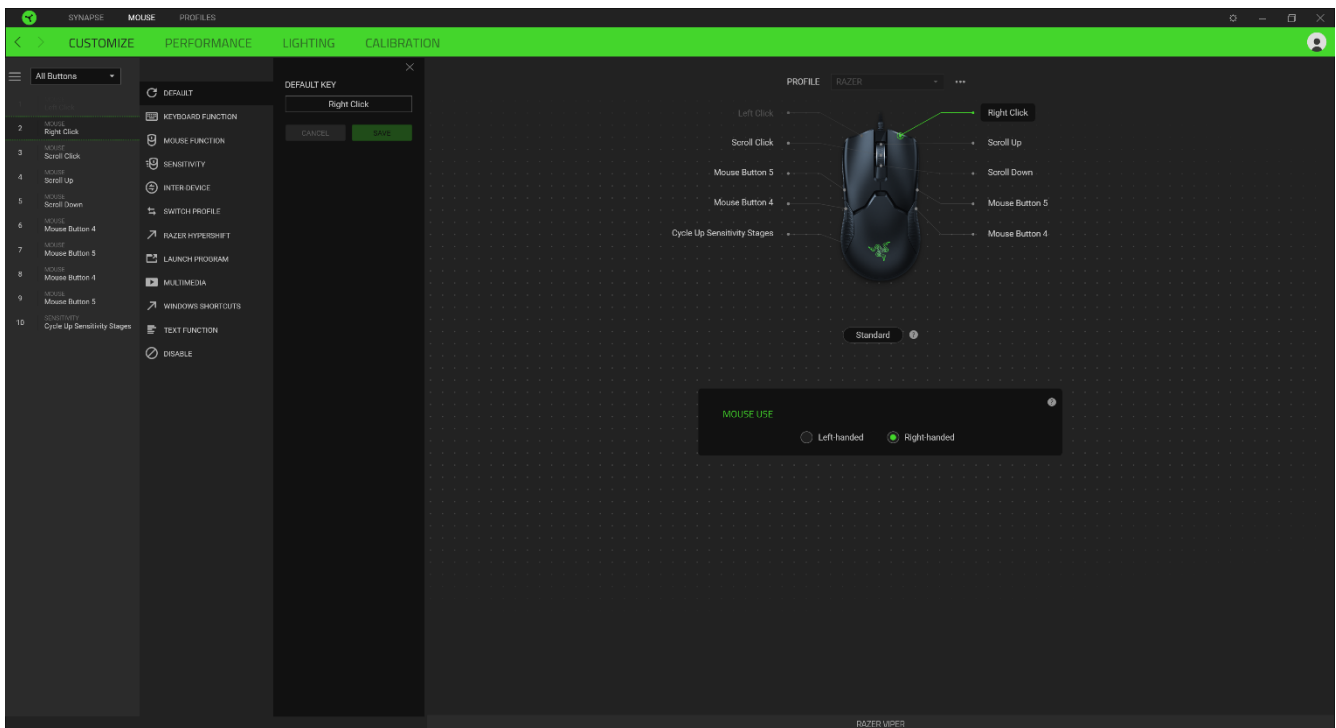 SYNAPSE MOUSE PROFILES
CUSTOMIZE PERFORMANCE LIGHTING CALIBRATION
All Buttons
2 MOUSE
Right Click
3 MOUSE
Scroll Click
4 MOUSE
Scroll Up
5 MOUSE
Scroll Down
6 MOUSE
Mouse Button 4
7 MOUSE
Mouse Button 5
8 MOUSE
Mouse Button 4
9 MOUSE
Mouse Button 5
10 SENSITIVITY
Cycle Up Sensitivity Stages
DEFAULT
KEYBOARD FUNCTION
MOUSE FUNCTION
SENSITIVITY
INTER-DEVICE
SWITCH PROFILE
RAZER HYPERSHIFT
LAUNCH PROGRAM
MULTIMEDIA
WINDOWS SHORTCUTS
TEXT FUNCTION
DISABLE
DEFAULT KEY
Right Click
CANCEL SAVE
PROFILE RAZER
Left Click
Scroll Click
Mouse Button 5
Mouse Button 4
Cycle Up Sensitivity Stages
Right Click
Scroll Up
Scroll Down
Mouse Button 5
Mouse Button 4
Standard ?
MOUSE USE ?
Left-handed Right-handed
RAZER VIPER